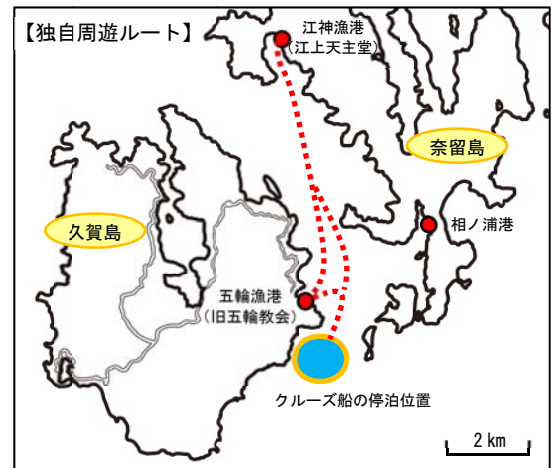 【独自周遊ルート】
江神漁港
（江上天主堂）
奈留島
相ノ浦港
久賀島
五輪漁港
（旧五輪教会）
クルーズ船の停泊位置
2 km